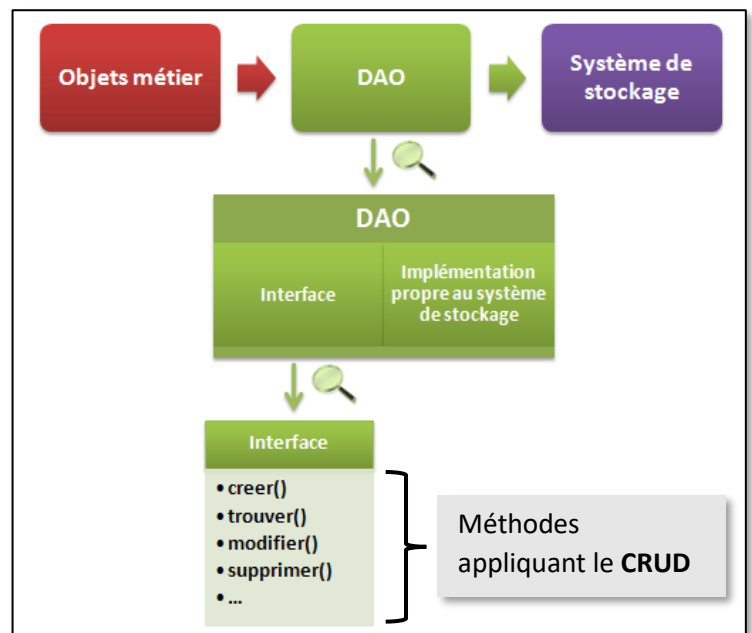 Objets métier
DAO
Système de
stockage
DAO
Interface
Implémentation
propre au système
de stockage
Interface
• creer()
• trouver()
• modifier()
• supprimer()
• ...
Méthodes
appliquant le CRUD